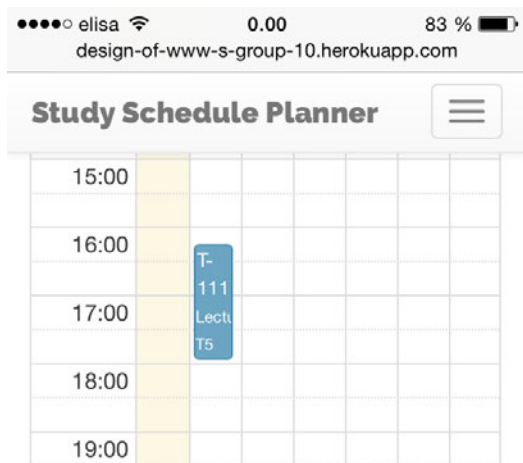 elisa 0.00 83 %
design-of-www-s-group-10.herokuapp.com
Study Schedule Planner
15:00
16:00
T-
111
Lectu
T5
17:00
18:00
19:00